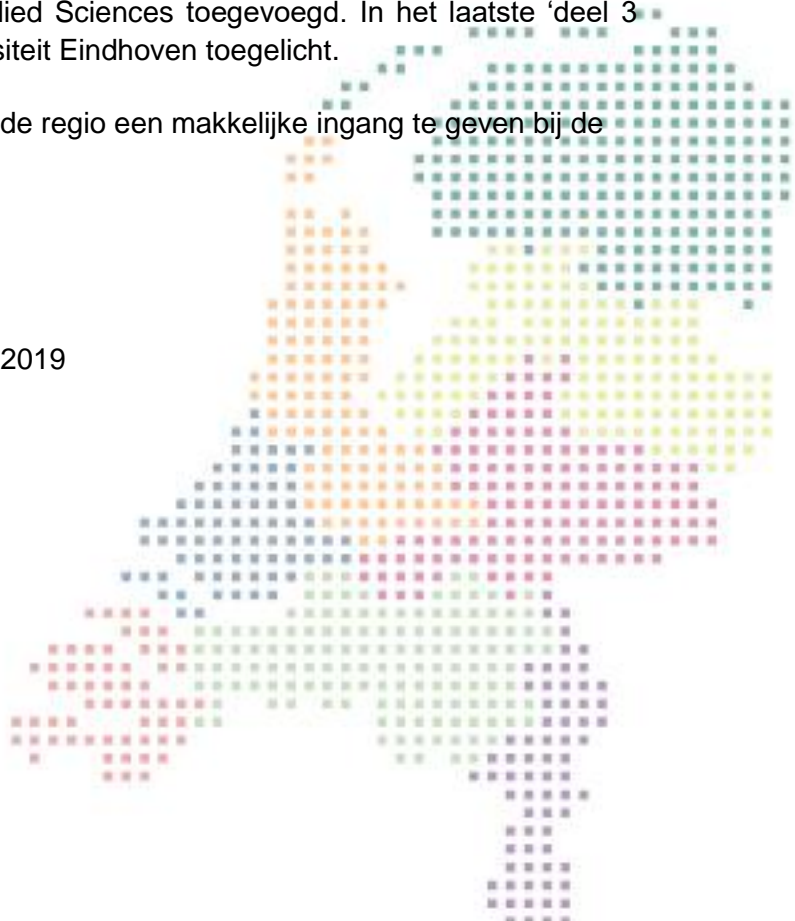 lied Sciences toegevoegd. In het laatste ‘deel 3
siteit Eindhoven toegelicht.
de regio een makkelijke ingang te geven bij de
2019